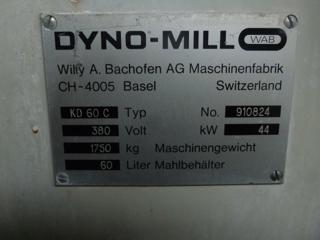 DYNO-MILL WAB
Willy A. Bachofen AG Maschinenfabrik
CH-4005 Basel Switzerland
KD 60 C Typ No. 910824
380 Volt kW 44
1750 kg Maschinengewicht
60 Liter Mahlbehälter